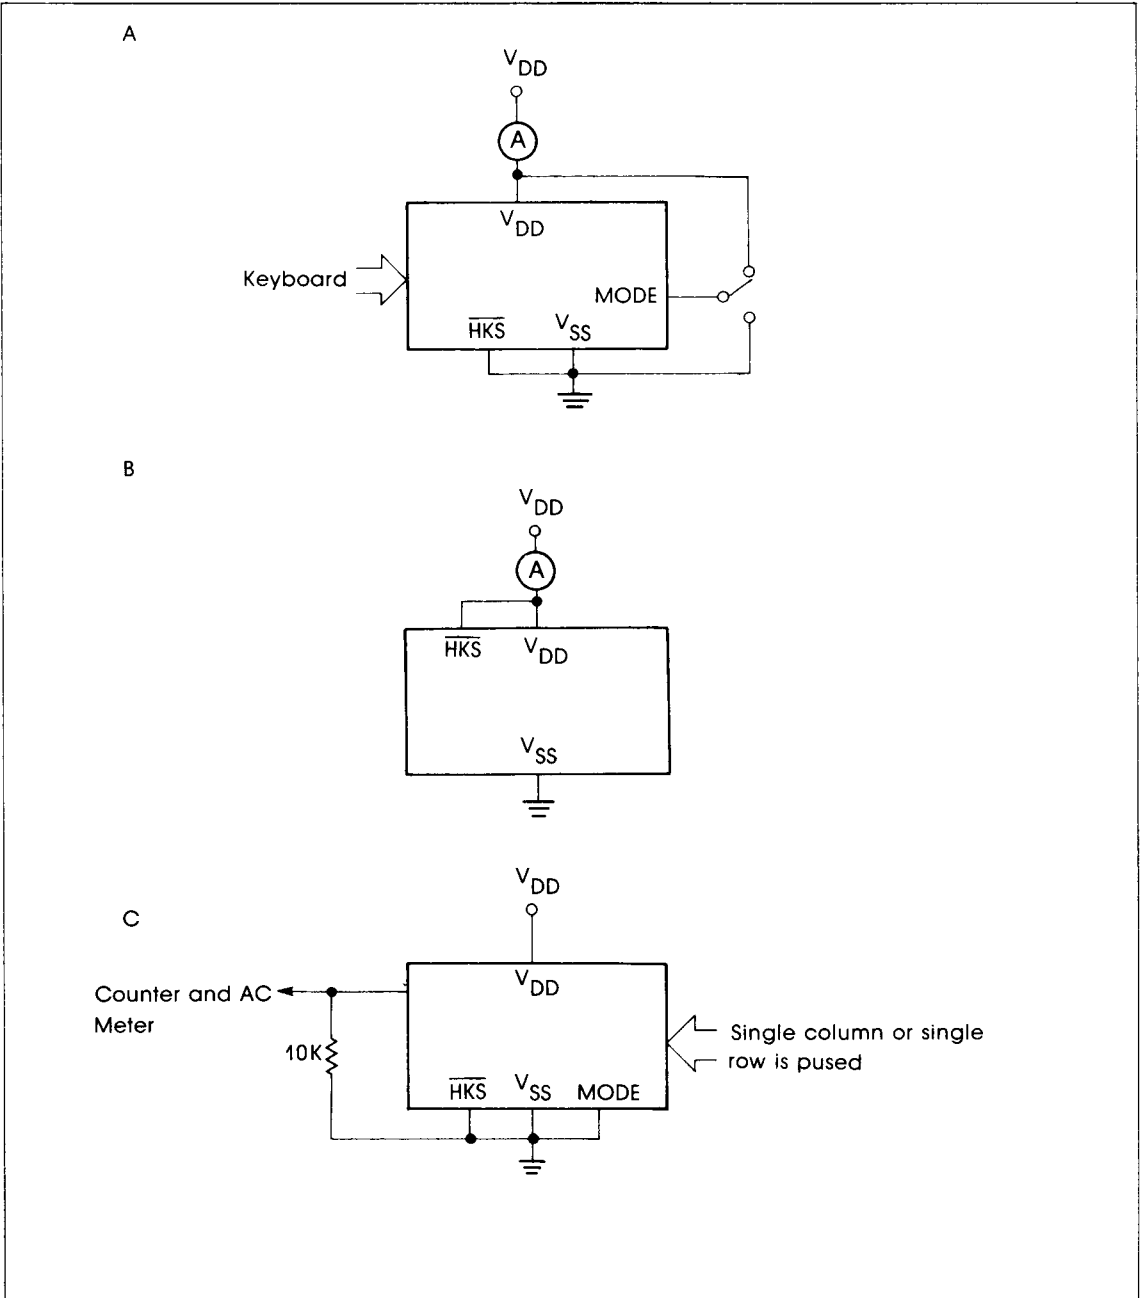 A
VDD
A
VDD
Keyboard
MODE
HKS
VSS
B
VDD
A
HKS
VDD
VSS
VDD
C
VDD
Counter and AC
Meter
Single column or single
row is pused
10K
HKS
VSS
MODE